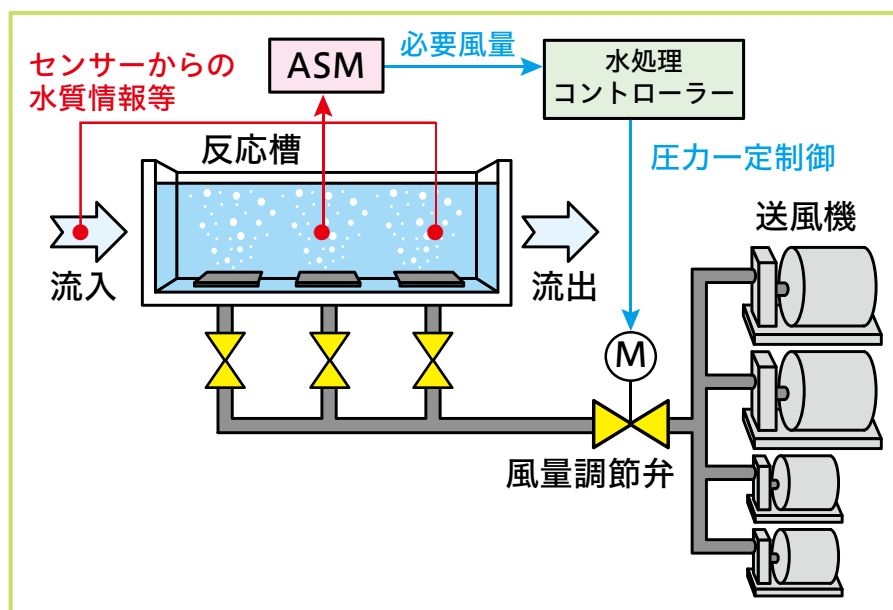 センサーからの
水質情報等
ASM
必要風量
水処理
コントローラー
反応槽
圧力一定制御
送風機
流入
流出
M
風量調節弁